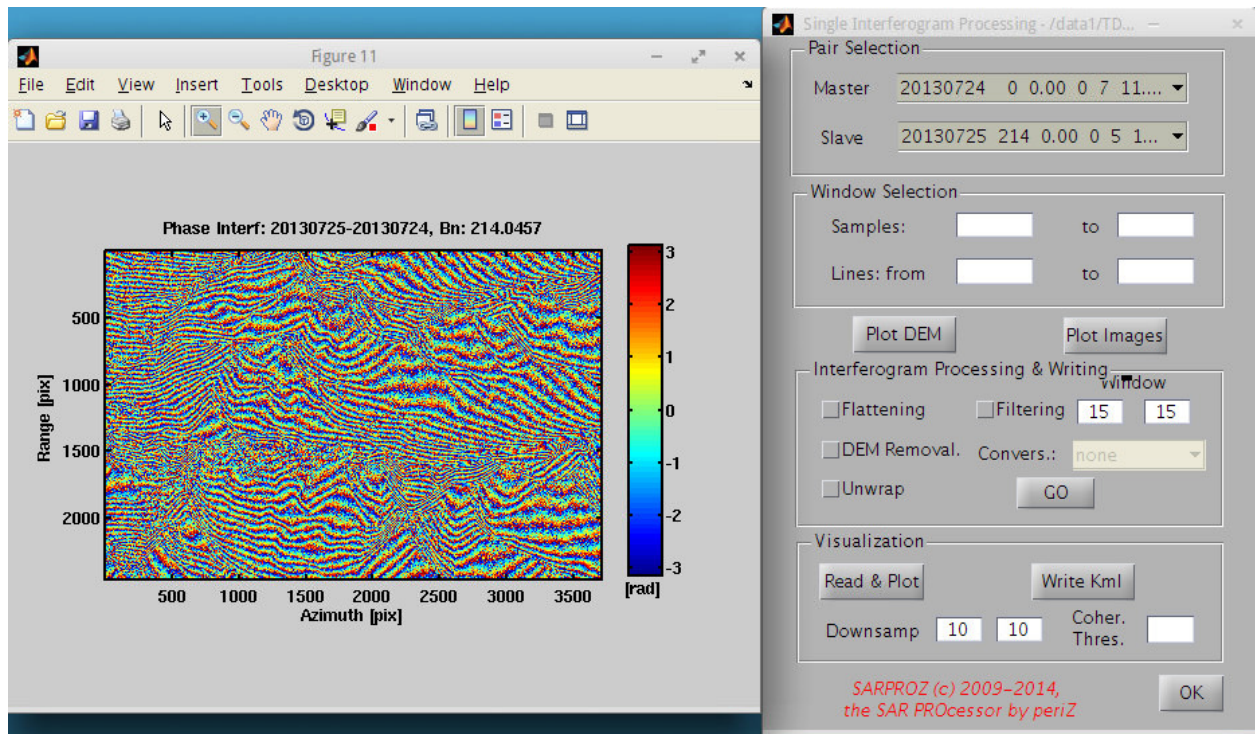 Figure 11
File Edit View Insert Tools Desktop Window Help
Phase Interf: 20130725-20130724, Bn: 214.0457
500
1000
1500
2000
Range [pix]
500 1000 1500 2000 2500 3000 3500
Azimuth [pix]
3
2
1
0
-1
-2
-3
[rad]
Single Interferogram Processing - /data1/TD...
Pair Selection
Master 20130724 0 0.00 0 7 11....
Slave 20130725 214 0.00 0 5 1...
Window Selection
Samples: to
Lines: from to
Plot DEM Plot Images
Interferogram Processing & Writing
Window
Flattening Filtering 15 15
DEM Removal. Convers.: none
Unwrap GO
Visualization
Read & Plot Write Kml
Downsamp 10 10 Coher.
Thres.
SARPROZ (c) 2009-2014,
the SAR PROcessor by periZ
OK